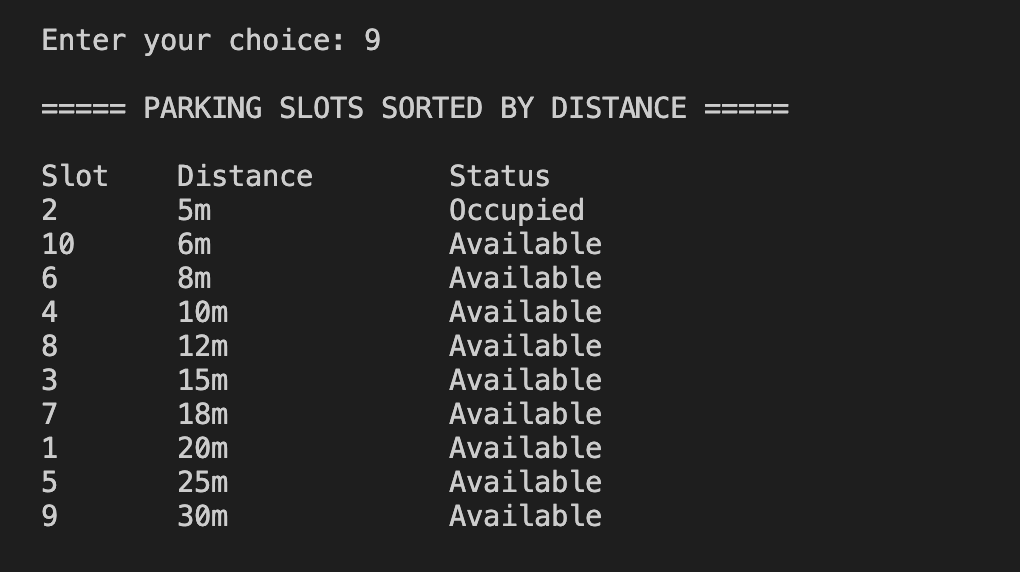 Enter your choice: 9
===== PARKING SLOTS SORTED BY DISTANCE =====
Slot    Distance        Status
2       5m              Occupied
10      6m              Available
6       8m              Available
4       10m             Available
8       12m             Available
3       15m             Available
7       18m             Available
1       20m             Available
5       25m             Available
9       30m             Available